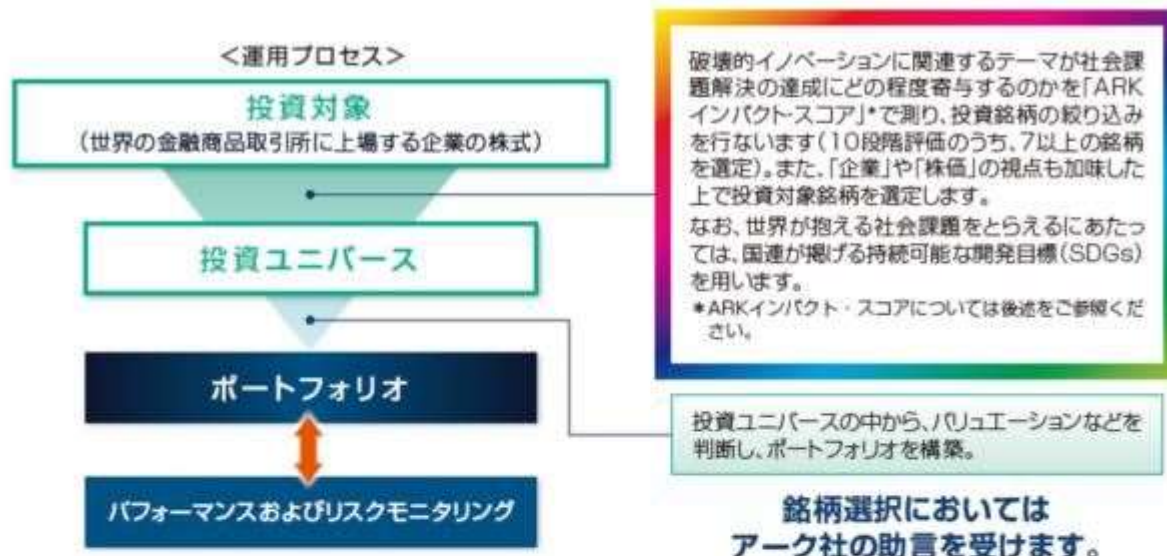 <運用プロセス>
投資対象
(世界の金融商品取引所に上場する企業の株式)
投資ユニバース
ポートフォリオ
パフォーマンスおよびリスクモニタリング
破壊的イノベーションに関連するテーマが社会課
題解決の達成にどの程度寄与するのかを「ARK
インパクト・スコア」*で測り、投資銘柄の絞り込み
を行ないます(10段階評価のうち、7以上の銘柄
を選定)。また、「企業」や「株価」の視点も加味した
上で投資対象銘柄を選定します。
なお、世界が抱える社会課題をとらえるにあたっ
ては、国連が掲げる持続可能な開発目標(SDGs)
を用います。
*ARKインパクト・スコアについては後述をご参照くだ
さい。
投資ユニバースの中から、バリュエーションなどを
判断し、ポートフォリオを構築。
銘柄選択においては
アーク社の助言を受けます。